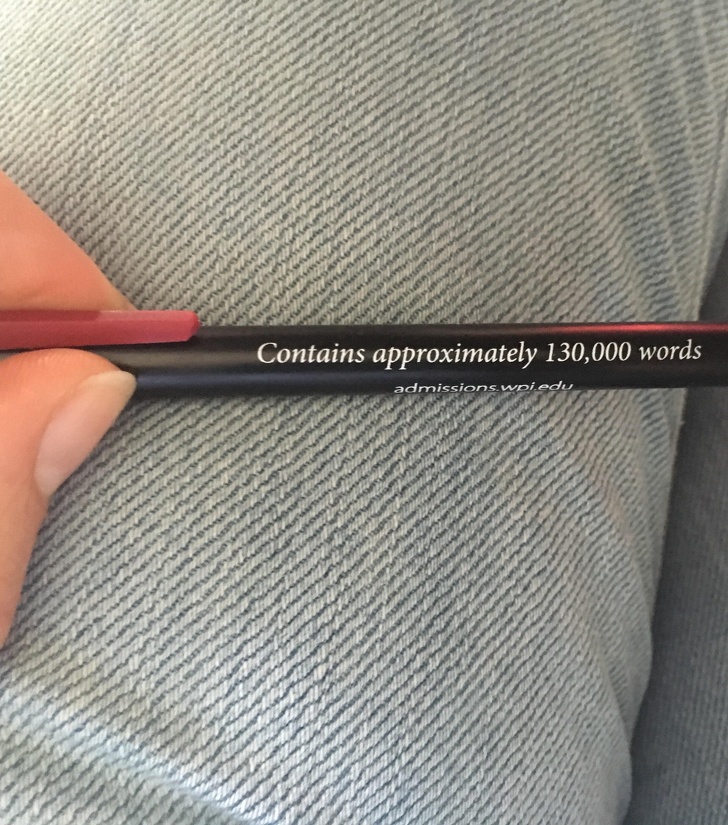 Contains approximately 130,000 words
admissions.wpi.edu